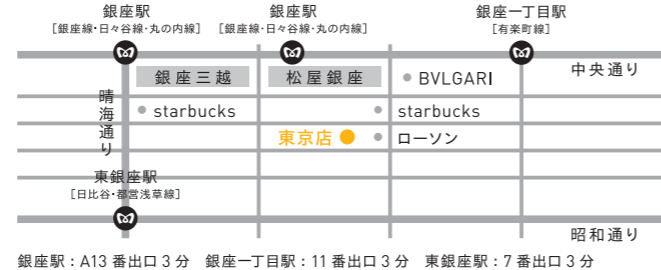 銀座駅
[銀座線・日々谷線・丸の内線]
銀座駅
[銀座線・日々谷線・丸の内線]
銀座一丁目駅
[有楽町線]
中央通り
銀座三越
松屋銀座
BVLGARI
晴海通り
starbucks
starbucks
東京店
ローソン
東銀座駅
[日比谷・都営浅草線]
昭和通り
銀座駅：A13 番出口 3 分 銀座一丁目駅：11 番出口 3 分 東銀座駅：7 番出口 3 分